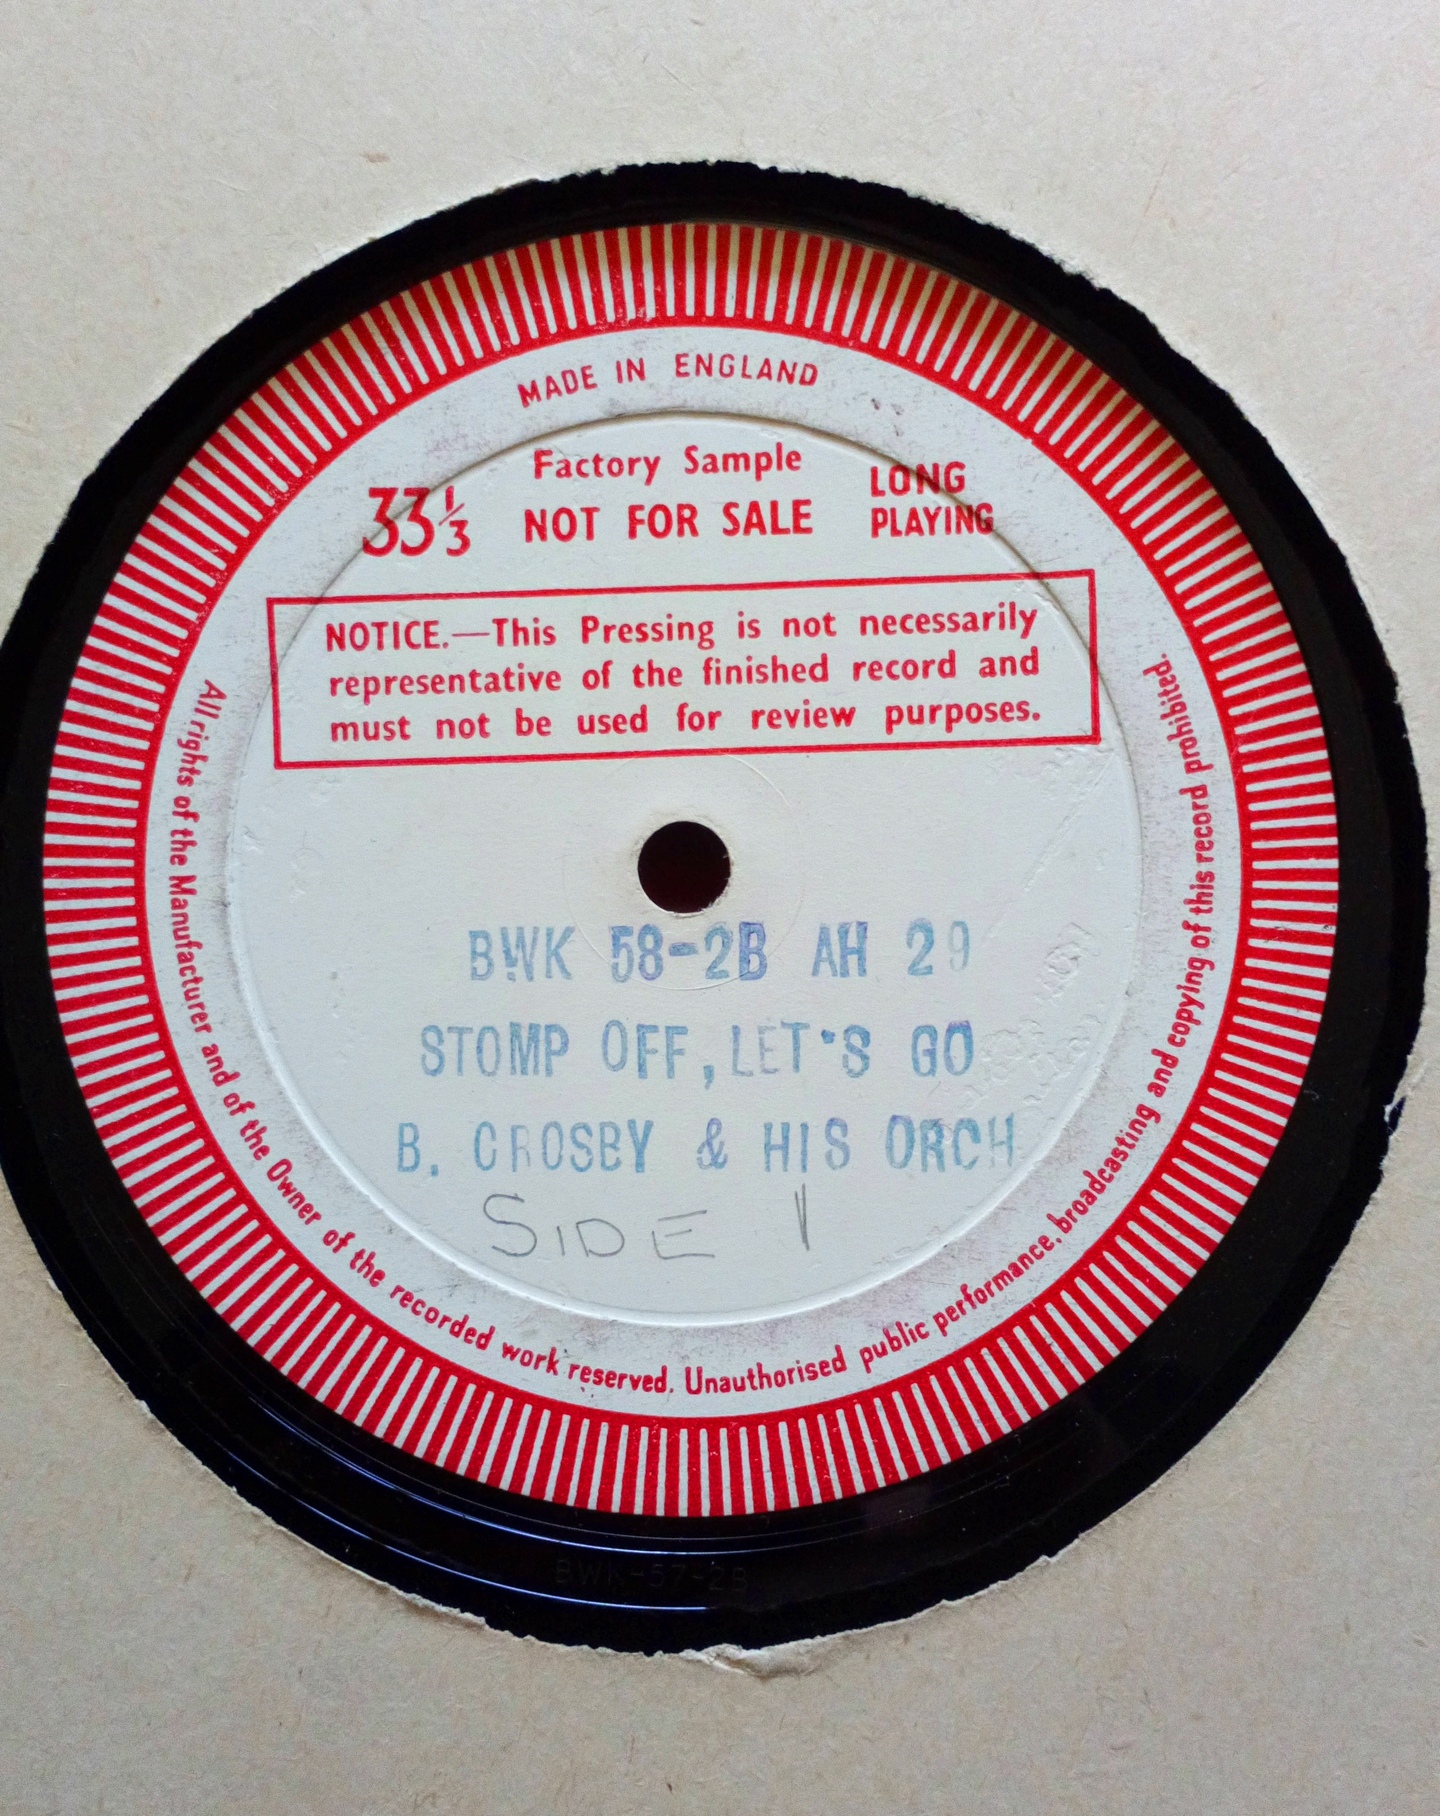 MADE IN ENGLAND
Factory Sample
NOT FOR SALE
33⅓
LONG
PLAYING
NOTICE.—This Pressing is not necessarily
representative of the finished record and
must not be used for review purposes.
BWK 58-2B AH 29
STOMP OFF, LET'S GO
B. CROSBY & HIS ORCH
SIDE 1
All rights of the Manufacturer and of the Owner of the recorded work reserved. Unauthorised public performance, broadcasting and copying of this record prohibited.
BWK-57-2B